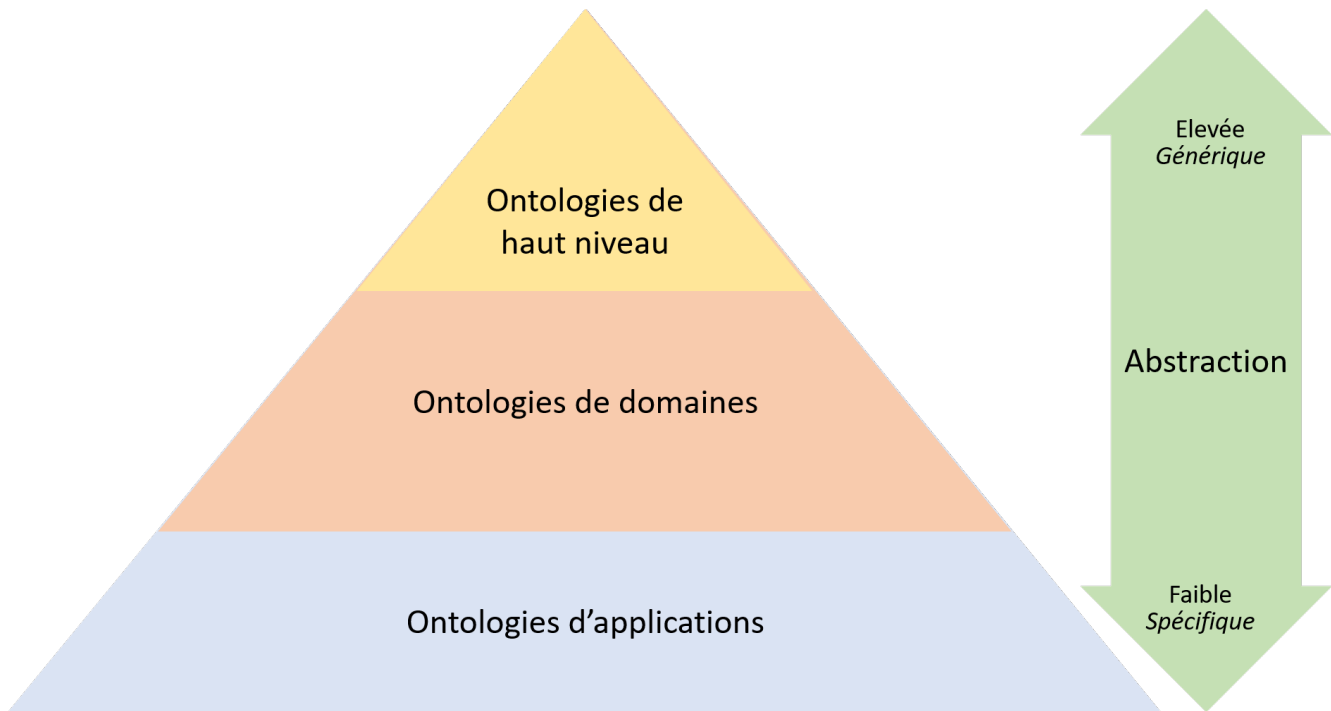 Ontologies de
haut niveau
Ontologies de domaines
Ontologies d’applications
Elevée
Générique
Abstraction
Faible
Spécifique